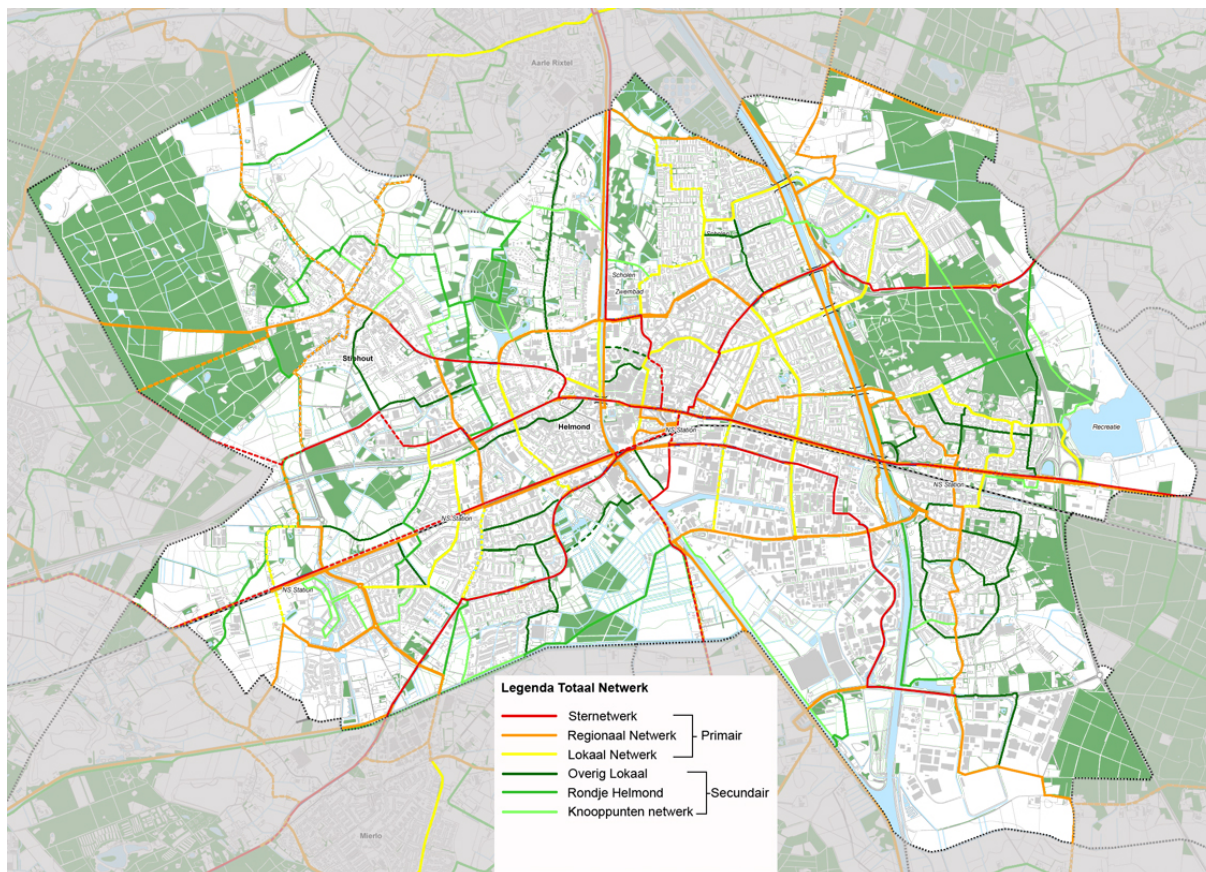 Aarle Rixtel
Scholen
Zwembad
Stiphout
Helmond
NS Station
Recreatie
NS Station
NS Station
NS Station
Legenda Totaal Netwerk
Sternetwerk
Regionaal Netwerk
Primair
Lokaal Netwerk
Overig Lokaal
Rondje Helmond
Secundair
Knooppunten netwerk
Mierlo